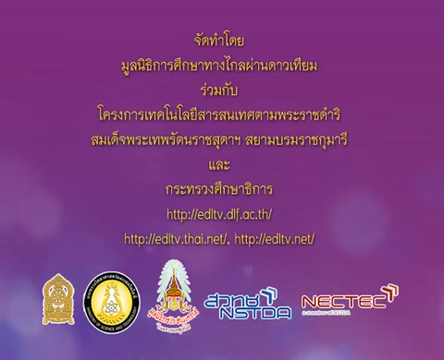 จัดทำโดย
มูลนิธิการศึกษาทางไกลผ่านดาวเทียม
ร่วมกับ
โครงการเทคโนโลยีสารสนเทศตามพระราชดำริ
สมเด็จพระเทพรัตนราชสุดาฯ สยามบรมราชกุมารี
และ
กระทรวงศึกษาธิการ
http://edltv.dlf.ac.th/
http://edltv.thai.net/, http://edltv.net/
สวทช
NSTDA
NECTEC
a member of NSTDA